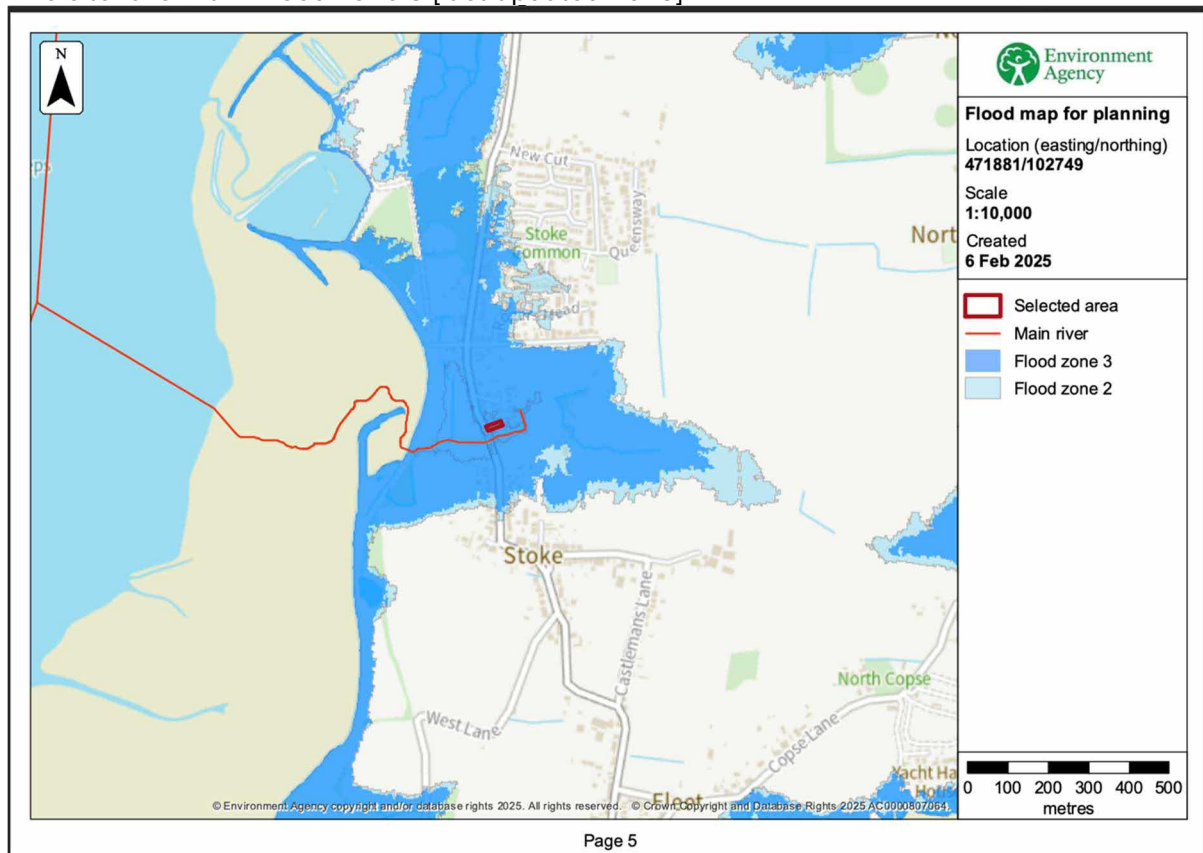 N
New Cut
Stoke
Common
Queensway
Head
Stoke
Castlemans Lane
West Lane
North Copse
Copse Lane
Fleet
© Environment Agency copyright and/or database rights 2025. All rights reserved. © Crown Copyright and Database Rights 2025 AC0000807064.
Environment
Agency
Flood map for planning
Location (easting/northing)
471881/102749
Scale
1:10,000
Created
6 Feb 2025
Selected area
Main river
Flood zone 3
Flood zone 2
0 100 200 300 400 500
metres
Page 5